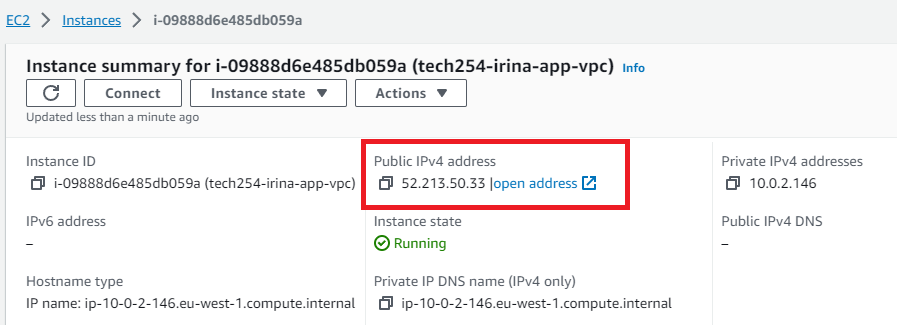 EC2 > Instances > i-09888d6e485db059a
Instance summary for i-09888d6e485db059a (tech254-irina-app-vpc) Info
Connect Instance state ▼ Actions ▼
Updated less than a minute ago
Instance ID
i-09888d6e485db059a (tech254-irina-app-vpc)
Public IPv4 address
52.213.50.33 |open address
Private IPv4 addresses
10.0.2.146
IPv6 address
–
Instance state
Running
Public IPv4 DNS
–
Hostname type
IP name: ip-10-0-2-146.eu-west-1.compute.internal
Private IP DNS name (IPv4 only)
ip-10-0-2-146.eu-west-1.compute.internal